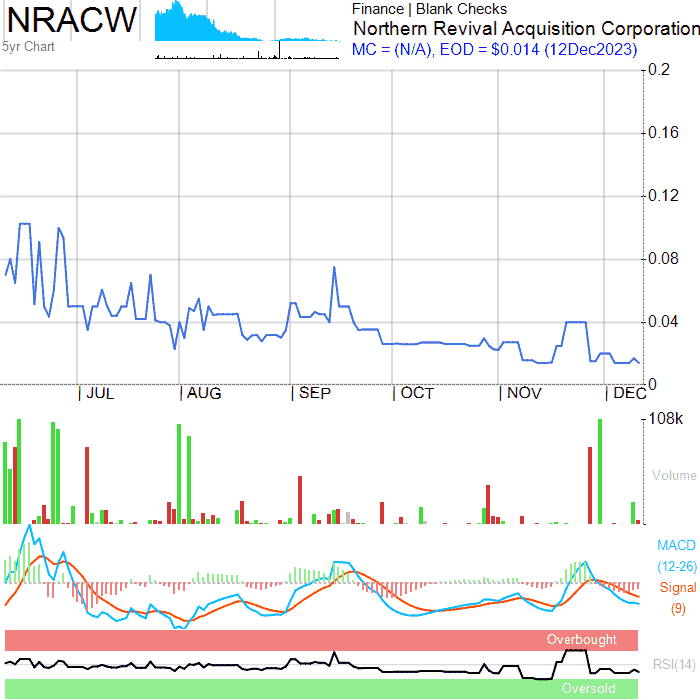 NRACW
5yr Chart
Finance | Blank Checks
Northern Revival Acquisition Corporation
MC = (N/A), EOD = $0.014 (12Dec2023)
0.2
0.16
0.12
0.08
0.04
0
JUL AUG SEP OCT NOV DEC
108k
Volume
MACD
(12-26)
Signal
(9)
Overbought
RSI(14)
Oversold